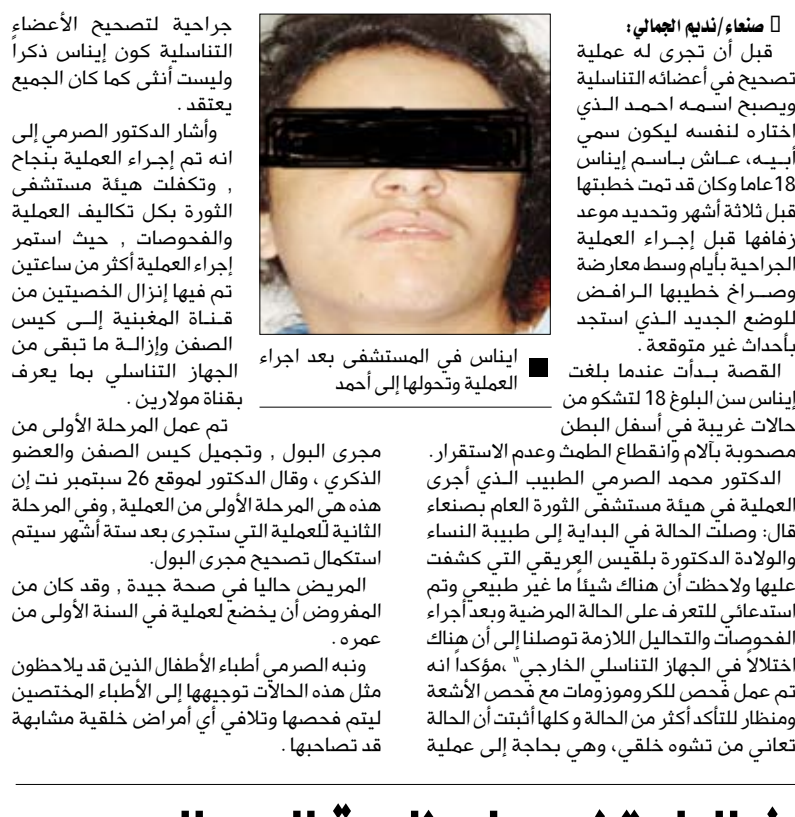 صنعاء/نديم الجمالي:
قبل أن تجرى له عملية
تصحيح في أعضائه التناسلية
ويصبح اسمه احمد الذي
اختاره لنفسه ليكون سمي
أبيه، عاش باسم إيناس
18عاما وكان قد تمت خطبتها
قبل ثلاثة أشهر وتحديد موعد
زفافها قبل إجراء العملية
الجراحية بأيام وسط معارضة
وصراخ خطيبها الرافض
للوضع الجديد الذي استجد
بأحداث غير متوقعة .
القصة بدأت عندما بلغت
إيناس سن البلوغ 18 لتشكو من
حالات غريبة في أسفل البطن
مصحوبة بآلام وانقطاع الطمث وعدم الاستقرار.
الدكتور محمد الصرمي الطبيب الذي أجرى
العملية في هيئة مستشفى الثورة العام بصنعاء
قال: وصلت الحالة في البداية إلى طبيبة النساء
والولادة الدكتورة بلقيس العريقي التي كشفت
عليها ولاحظت أن هناك شيئاً ما غير طبيعي وتم
استدعائي للتعرف على الحالة المرضية وبعد أجراء
الفحوصات والتحاليل اللازمة توصلنا إلى أن هناك
اختلالاً في الجهاز التناسلي الخارجي" ،مؤكداً انه
تم عمل فحص للكروموزومات مع فحص الأشعة
ومنظار للتأكد أكثر من الحالة وكلها أثبتت أن الحالة
تعاني من تشوه خلقي، وهي بحاجة إلى عملية
ايناس في المستشفى بعد اجراء
العملية وتحولها إلى أحمد
جراحية لتصحيح الأعضاء
التناسلية كون إيناس ذكراً
وليست أنثى كما كان الجميع
يعتقد .
وأشار الدكتور الصرمي إلى
انه تم إجراء العملية بنجاح
, وتكفلت هيئة مستشفى
الثورة بكل تكاليف العملية
والفحوصات , حيث استمر
إجراء العملية أكثر من ساعتين
تم فيها إنزال الخصيتين من
قناة المغبنية إلى كيس
الصفن وإزالة ما تبقى من
الجهاز التناسلي بما يعرف
بقناة مولارين .
تم عمل المرحلة الأولى من
مجرى البول , وتجميل كيس الصفن والعضو
الذكري ، وقال الدكتور لموقع 26 سبتمبر نت إن
هذه هي المرحلة الأولى من العملية , وفي المرحلة
الثانية للعملية التي ستجرى بعد ستة أشهر سيتم
استكمال تصحيح مجرى البول.
المريض حاليا في صحة جيدة , وقد كان من
المفروض أن يخضع لعملية في السنة الأولى من
عمره .
ونبه الصرمي أطباء الأطفال الذين قد يلاحظون
مثل هذه الحالات توجيهها إلى الأطباء المختصين
ليتم فحصها وتلافي أي أمراض خلقية مشابهة
قد تصاحبها .